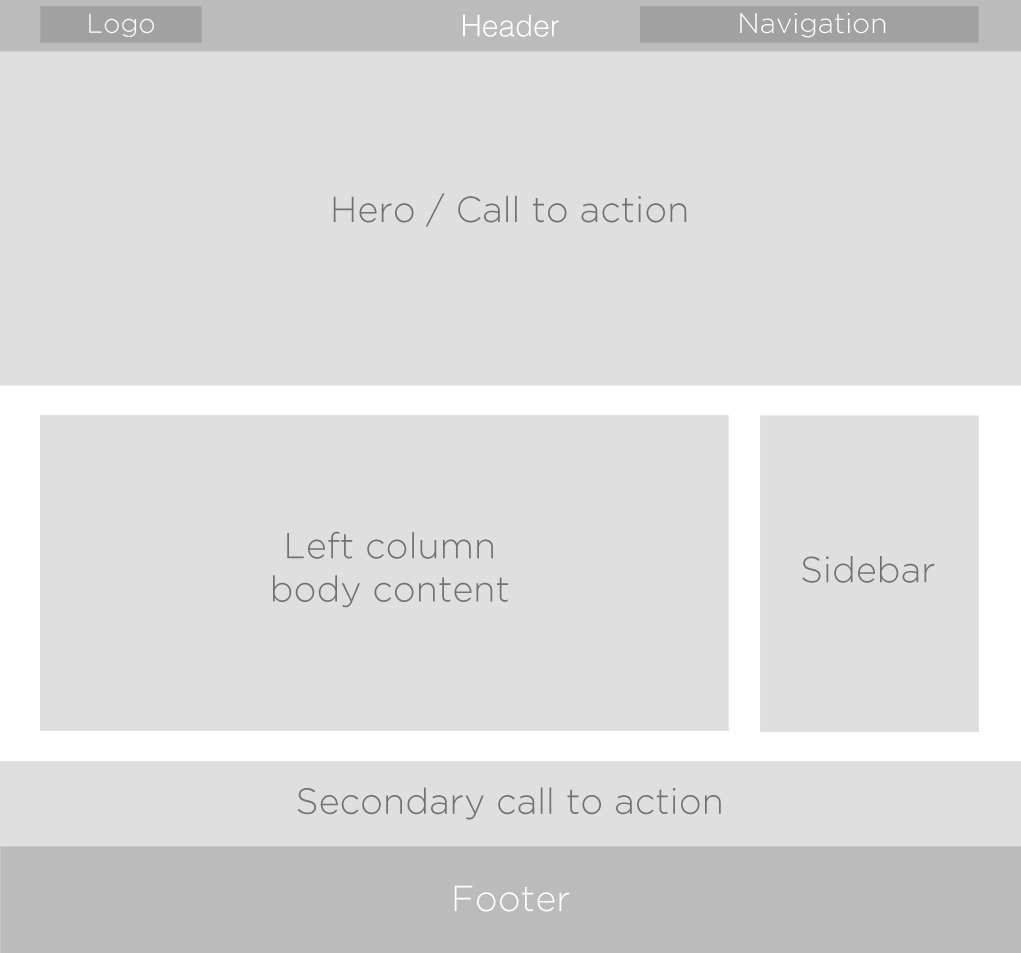 Logo
Header
Navigation
Hero / Call to action
Left column
body content
Sidebar
Secondary call to action
Footer